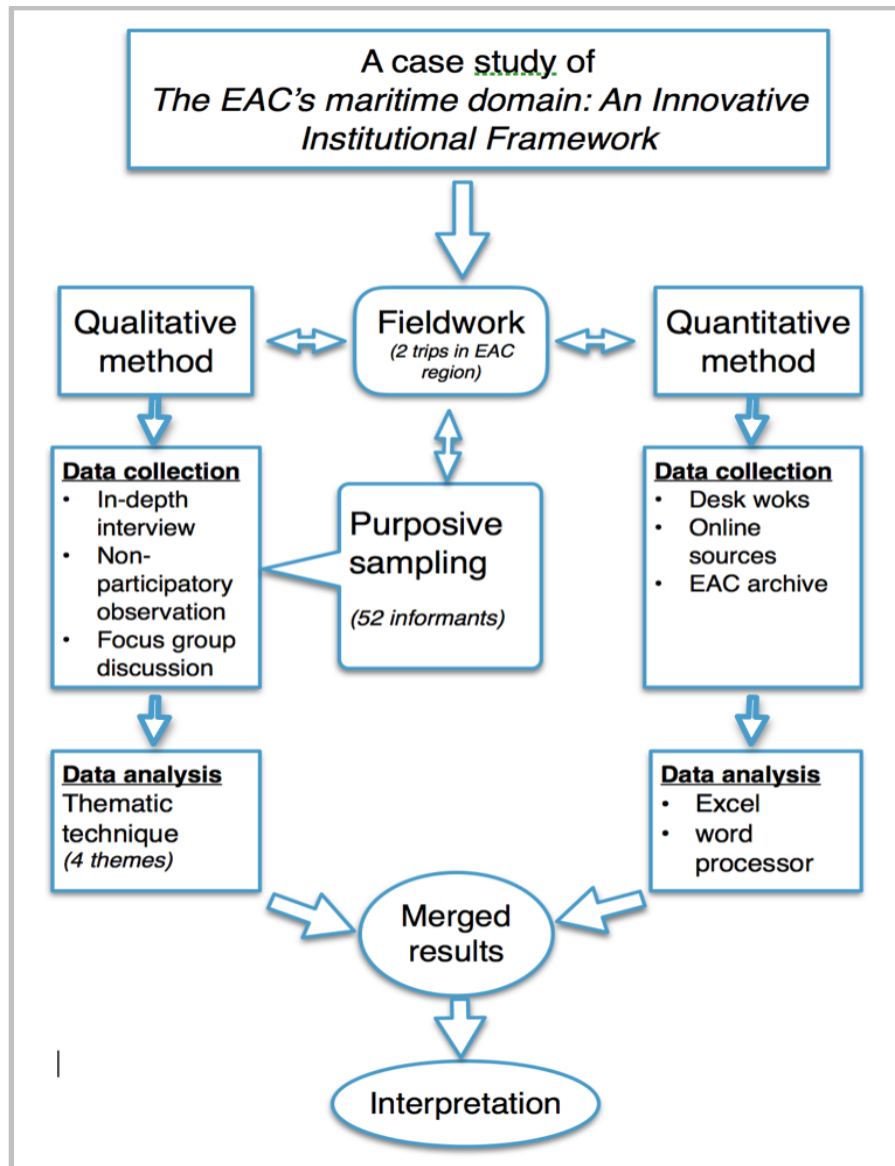 A case study of
The EAC's maritime domain: An Innovative
Institutional Framework
Qualitative
method
Fieldwork
(2 trips in EAC
region)
Quantitative
method
Data collection
• In-depth
interview
• Non-
participatory
observation
• Focus group
discussion
Purposive
sampling
(52 informants)
Data collection
• Desk woks
• Online
sources
• EAC archive
Data analysis
Thematic
technique
(4 themes)
Data analysis
• Excel
• word
processor
Merged
results
Interpretation